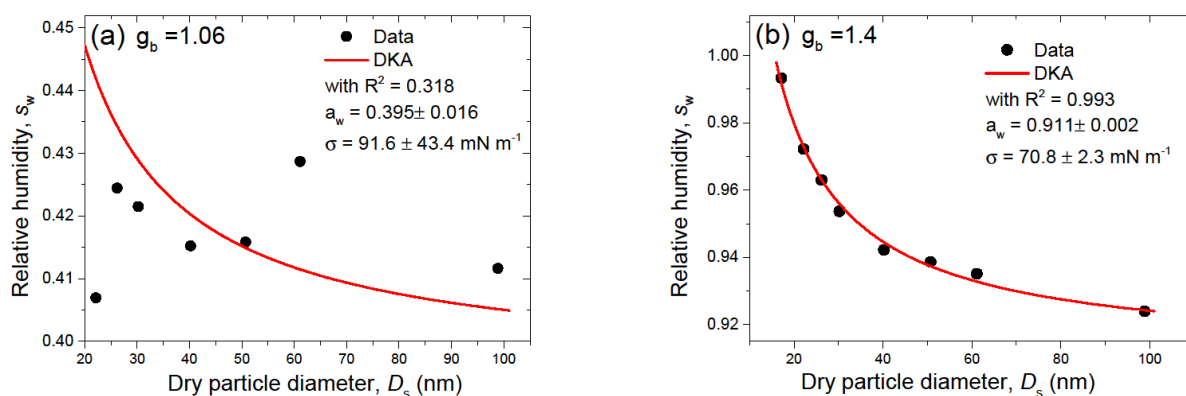 (a) g_b =1.06
Data
DKA
with R² = 0.318
a_w = 0.395± 0.016
σ = 91.6 ± 43.4 mN m⁻¹
Relative humidity, s_w
0.45
0.44
0.43
0.42
0.41
0.40
20 30 40 50 60 70 80 90 100
Dry particle diameter, D_s (nm)
(b) g_b =1.4
Data
DKA
with R² = 0.993
a_w = 0.911± 0.002
σ = 70.8 ± 2.3 mN m⁻¹
Relative humidity, s_w
1.00
0.98
0.96
0.94
0.92
20 40 60 80 100
Dry particle diameter, D_s (nm)